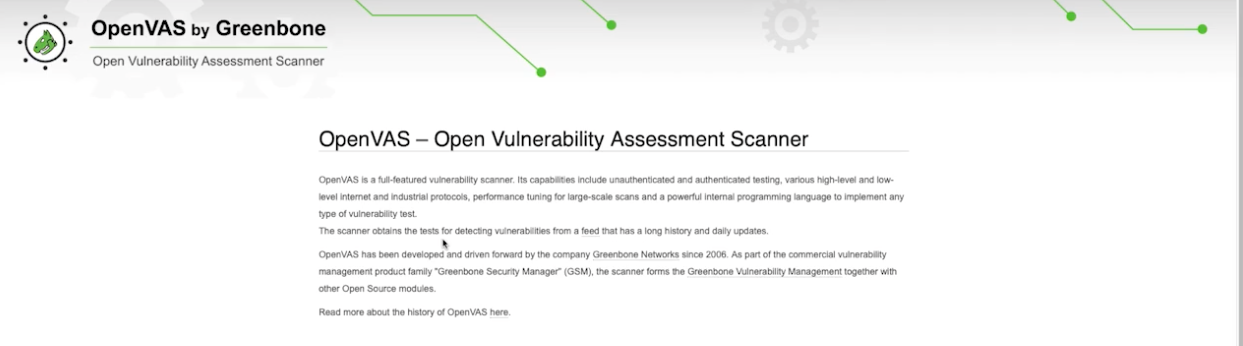 OpenVAS by Greenbone
Open Vulnerability Assessment Scanner
OpenVAS – Open Vulnerability Assessment Scanner
OpenVAS is a full-featured vulnerability scanner. Its capabilities include unauthenticated and authenticated testing, various high-level and low-
level internet and industrial protocols, performance tuning for large-scale scans and a powerful internal programming language to implement any
type of vulnerability test.
The scanner obtains the tests for detecting vulnerabilities from a feed that has a long history and daily updates.
OpenVAS has been developed and driven forward by the company Greenbone Networks since 2006. As part of the commercial vulnerability
management product family "Greenbone Security Manager" (GSM), the scanner forms the Greenbone Vulnerability Management together with
other Open Source modules.
Read more about the history of OpenVAS here.